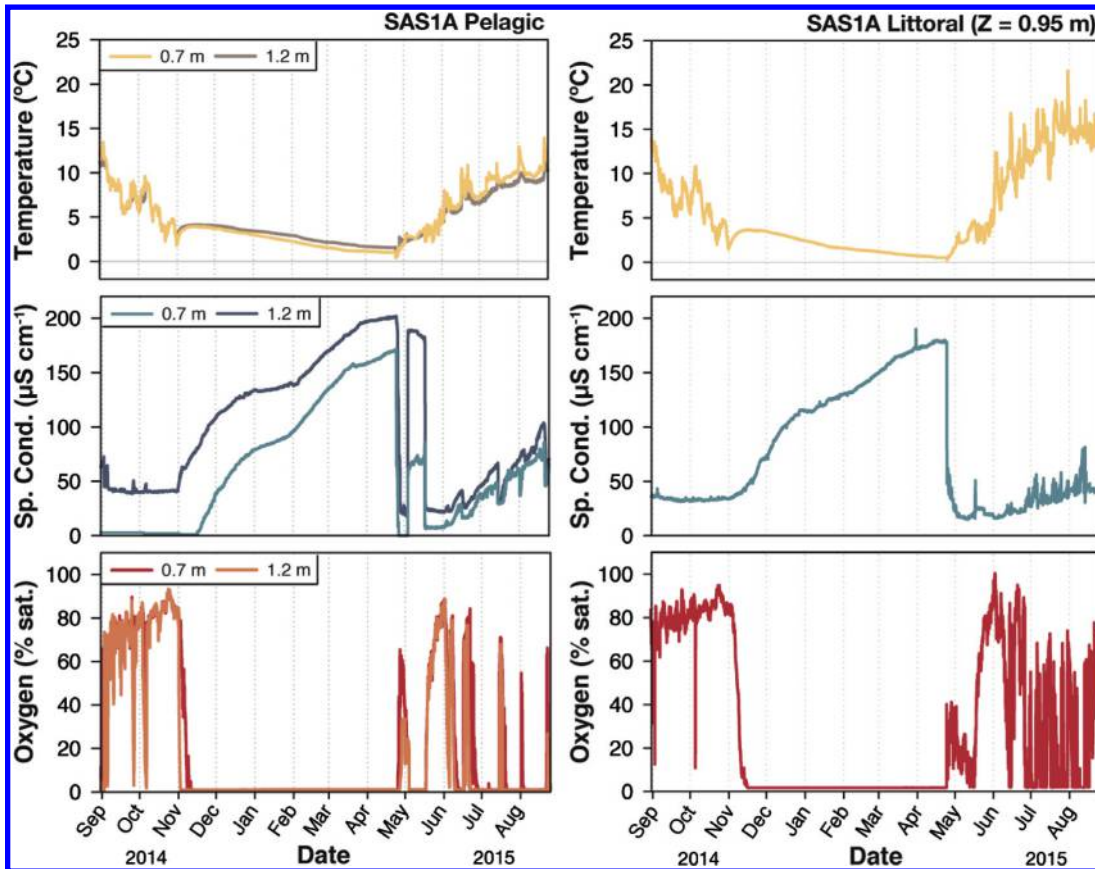 SAS1A Pelagic
SAS1A Littoral (Z = 0.95 m)
Temperature (ºC)
25
20
15
10
5
0
0.7 m
1.2 m
Temperature (ºC)
25
20
15
10
5
0
Sp. Cond. (µS cm⁻¹)
200
150
100
50
0
0.7 m
1.2 m
Sp. Cond. (µS cm⁻¹)
200
150
100
50
0
Oxygen (% sat.)
100
80
60
40
20
0
0.7 m
1.2 m
Oxygen (% sat.)
100
80
60
40
20
0
Sep Oct Nov Dec Jan Feb Mar Apr May Jun Jul Aug
Sep Oct Nov Dec Jan Feb Mar Apr May Jun Jul Aug
2014 Date 2015
2014 Date 2015